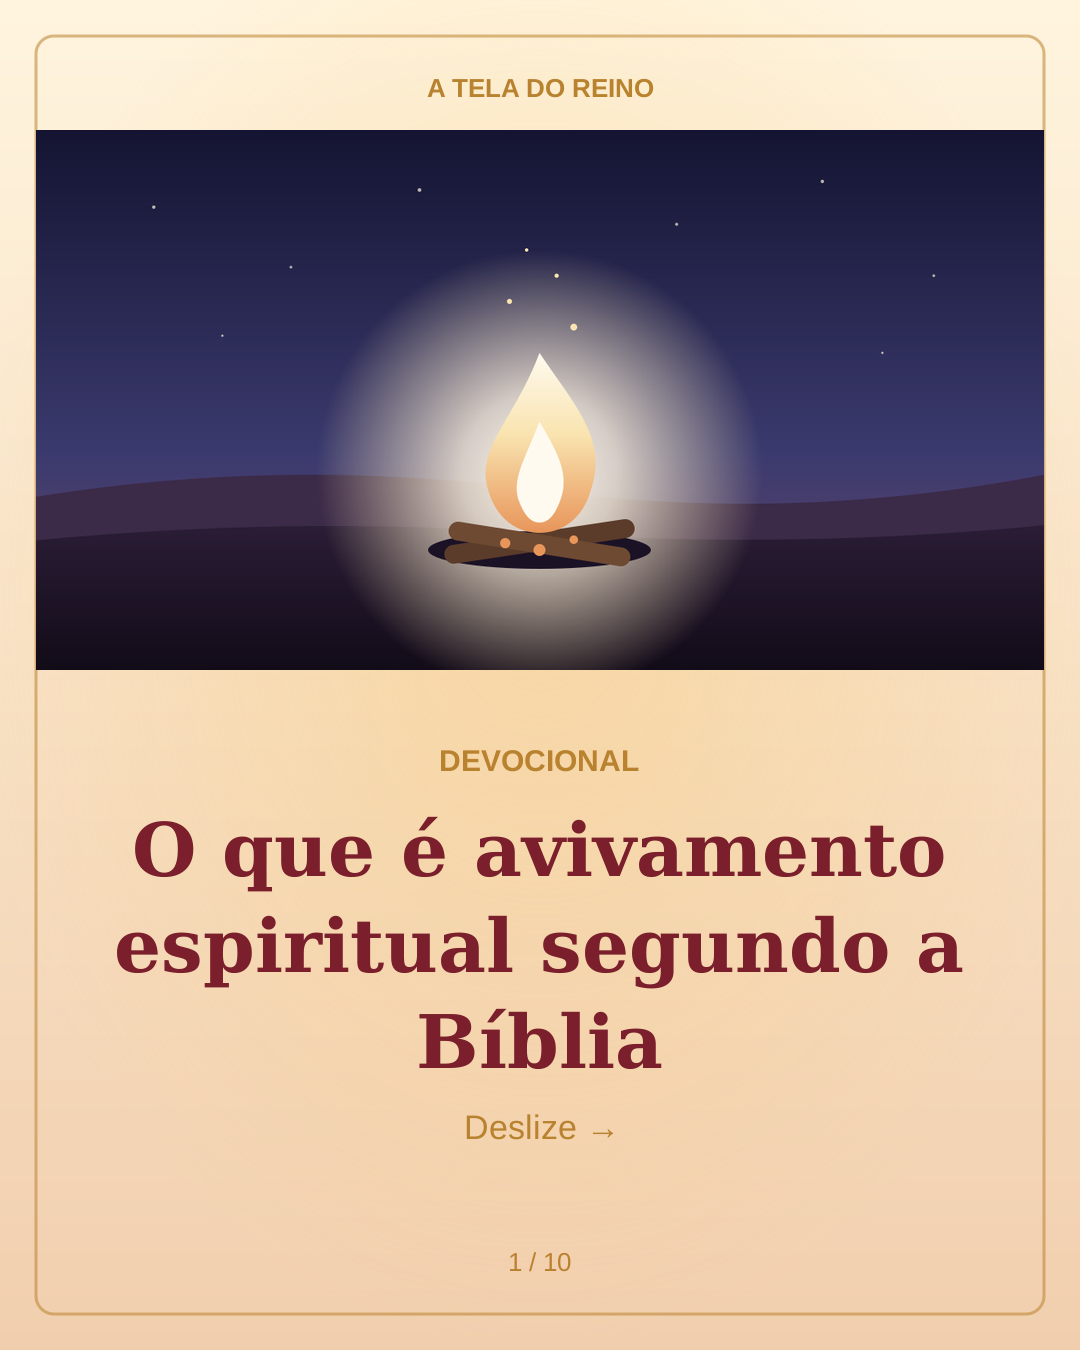 A TELA DO REINO
DEVOCIONAL
O que é avivamento
espiritual segundo a
Bíblia
Deslize →
1 / 10